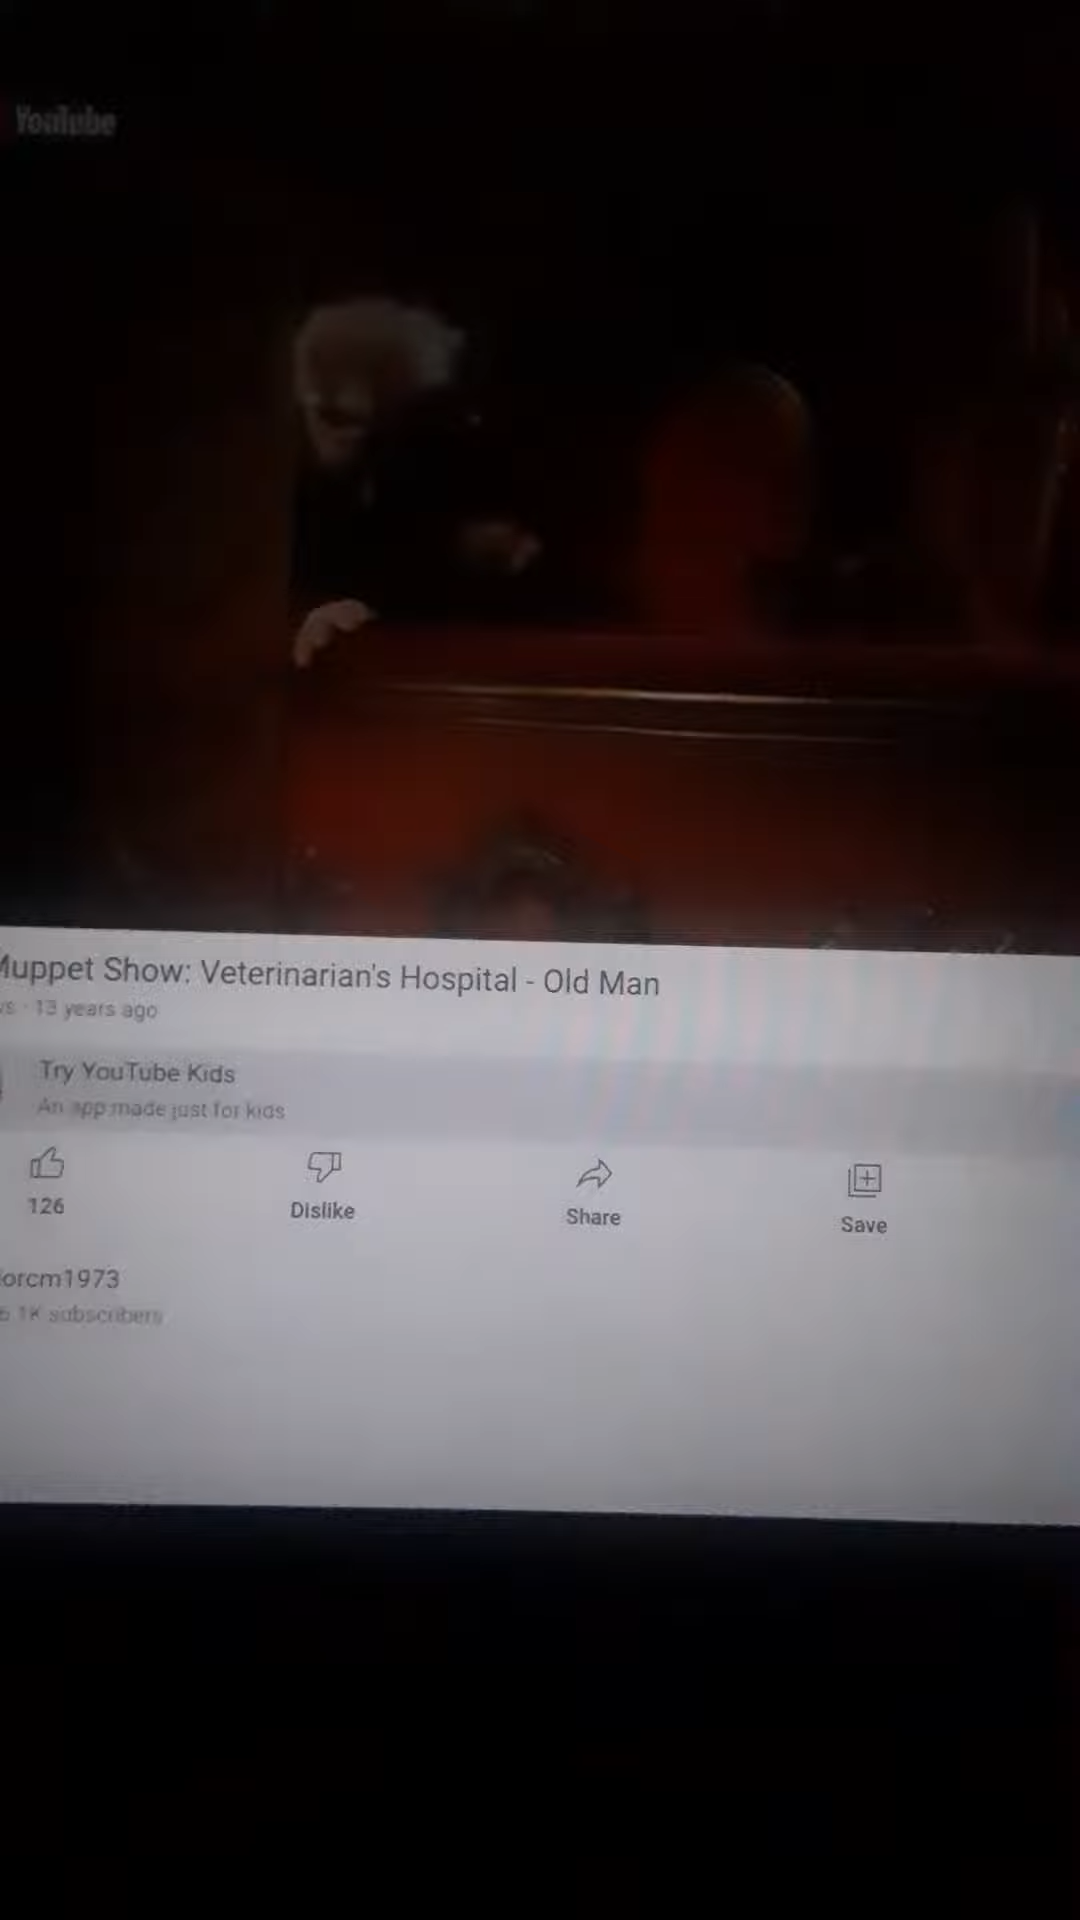 YouTube
Muppet Show: Veterinarian's Hospital - Old Man
13 years ago
Try YouTube Kids
An app made just for kids
126
Dislike
Share
Save
orcm1973
1K subscribers